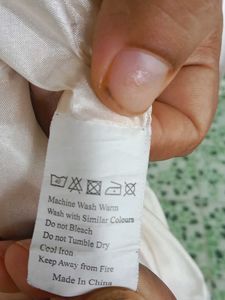 Machine Wash Warm
Wash with Similar Colours
Do not Bleach
Do not Tumble Dry
Cool Iron
Keep Away from Fire
Made in China